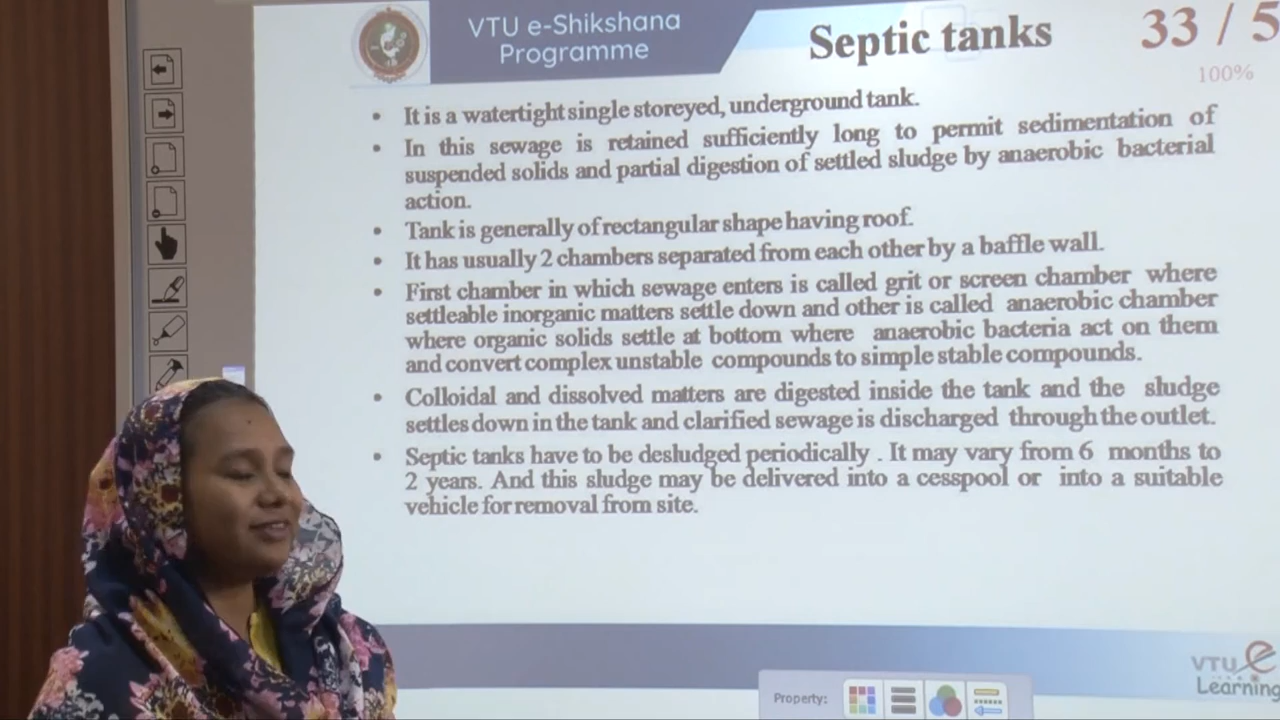 VTU e-Shikshana
Programme
Septic tanks
33 / 5
100%
• It is a watertight single storeyed, underground tank.
• In this sewage is retained sufficiently long to permit sedimentation of
suspended solids and partial digestion of settled sludge by anaerobic bacterial
action.
• Tank is generally of rectangular shape having roof.
• It has usually 2 chambers separated from each other by a baffle wall.
• First chamber in which sewage enters is called grit or screen chamber where
settleable inorganic matters settle down and other is called anaerobic chamber
where organic solids settle at bottom where anaerobic bacteria act on them
and convert complex unstable compounds to simple stable compounds.
• Colloidal and dissolved matters are digested inside the tank and the sludge
settles down in the tank and clarified sewage is discharged through the outlet.
• Septic tanks have to be desludged periodically . It may vary from 6 months to
2 years. And this sludge may be delivered into a cesspool or into a suitable
vehicle for removal from site.
VTU e
Learning
Property: